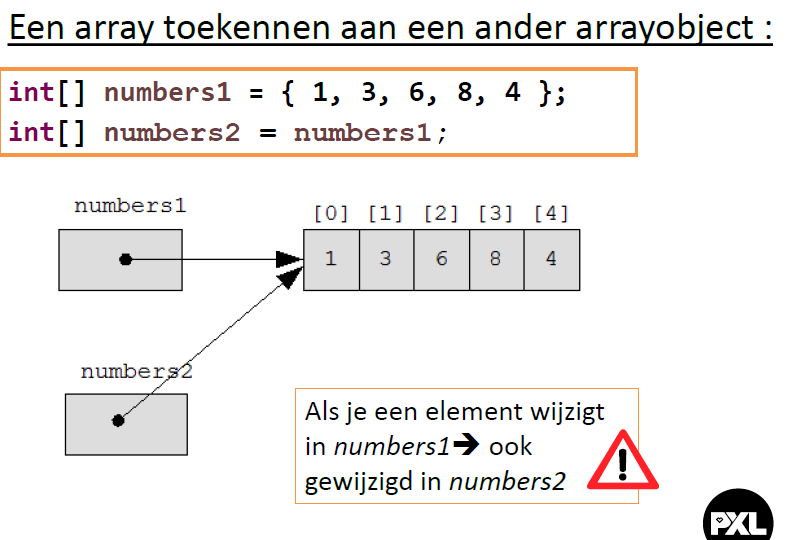 Een array toekennen aan een ander arrayobject :
int[] numbers1 = { 1, 3, 6, 8, 4 };
int[] numbers2 = numbers1;
numbers1
[0] [1] [2] [3] [4]
1 3 6 8 4
numbers2
Als je een element wijzigt
in numbers1➔ ook
gewijzigd in numbers2
!
PXL